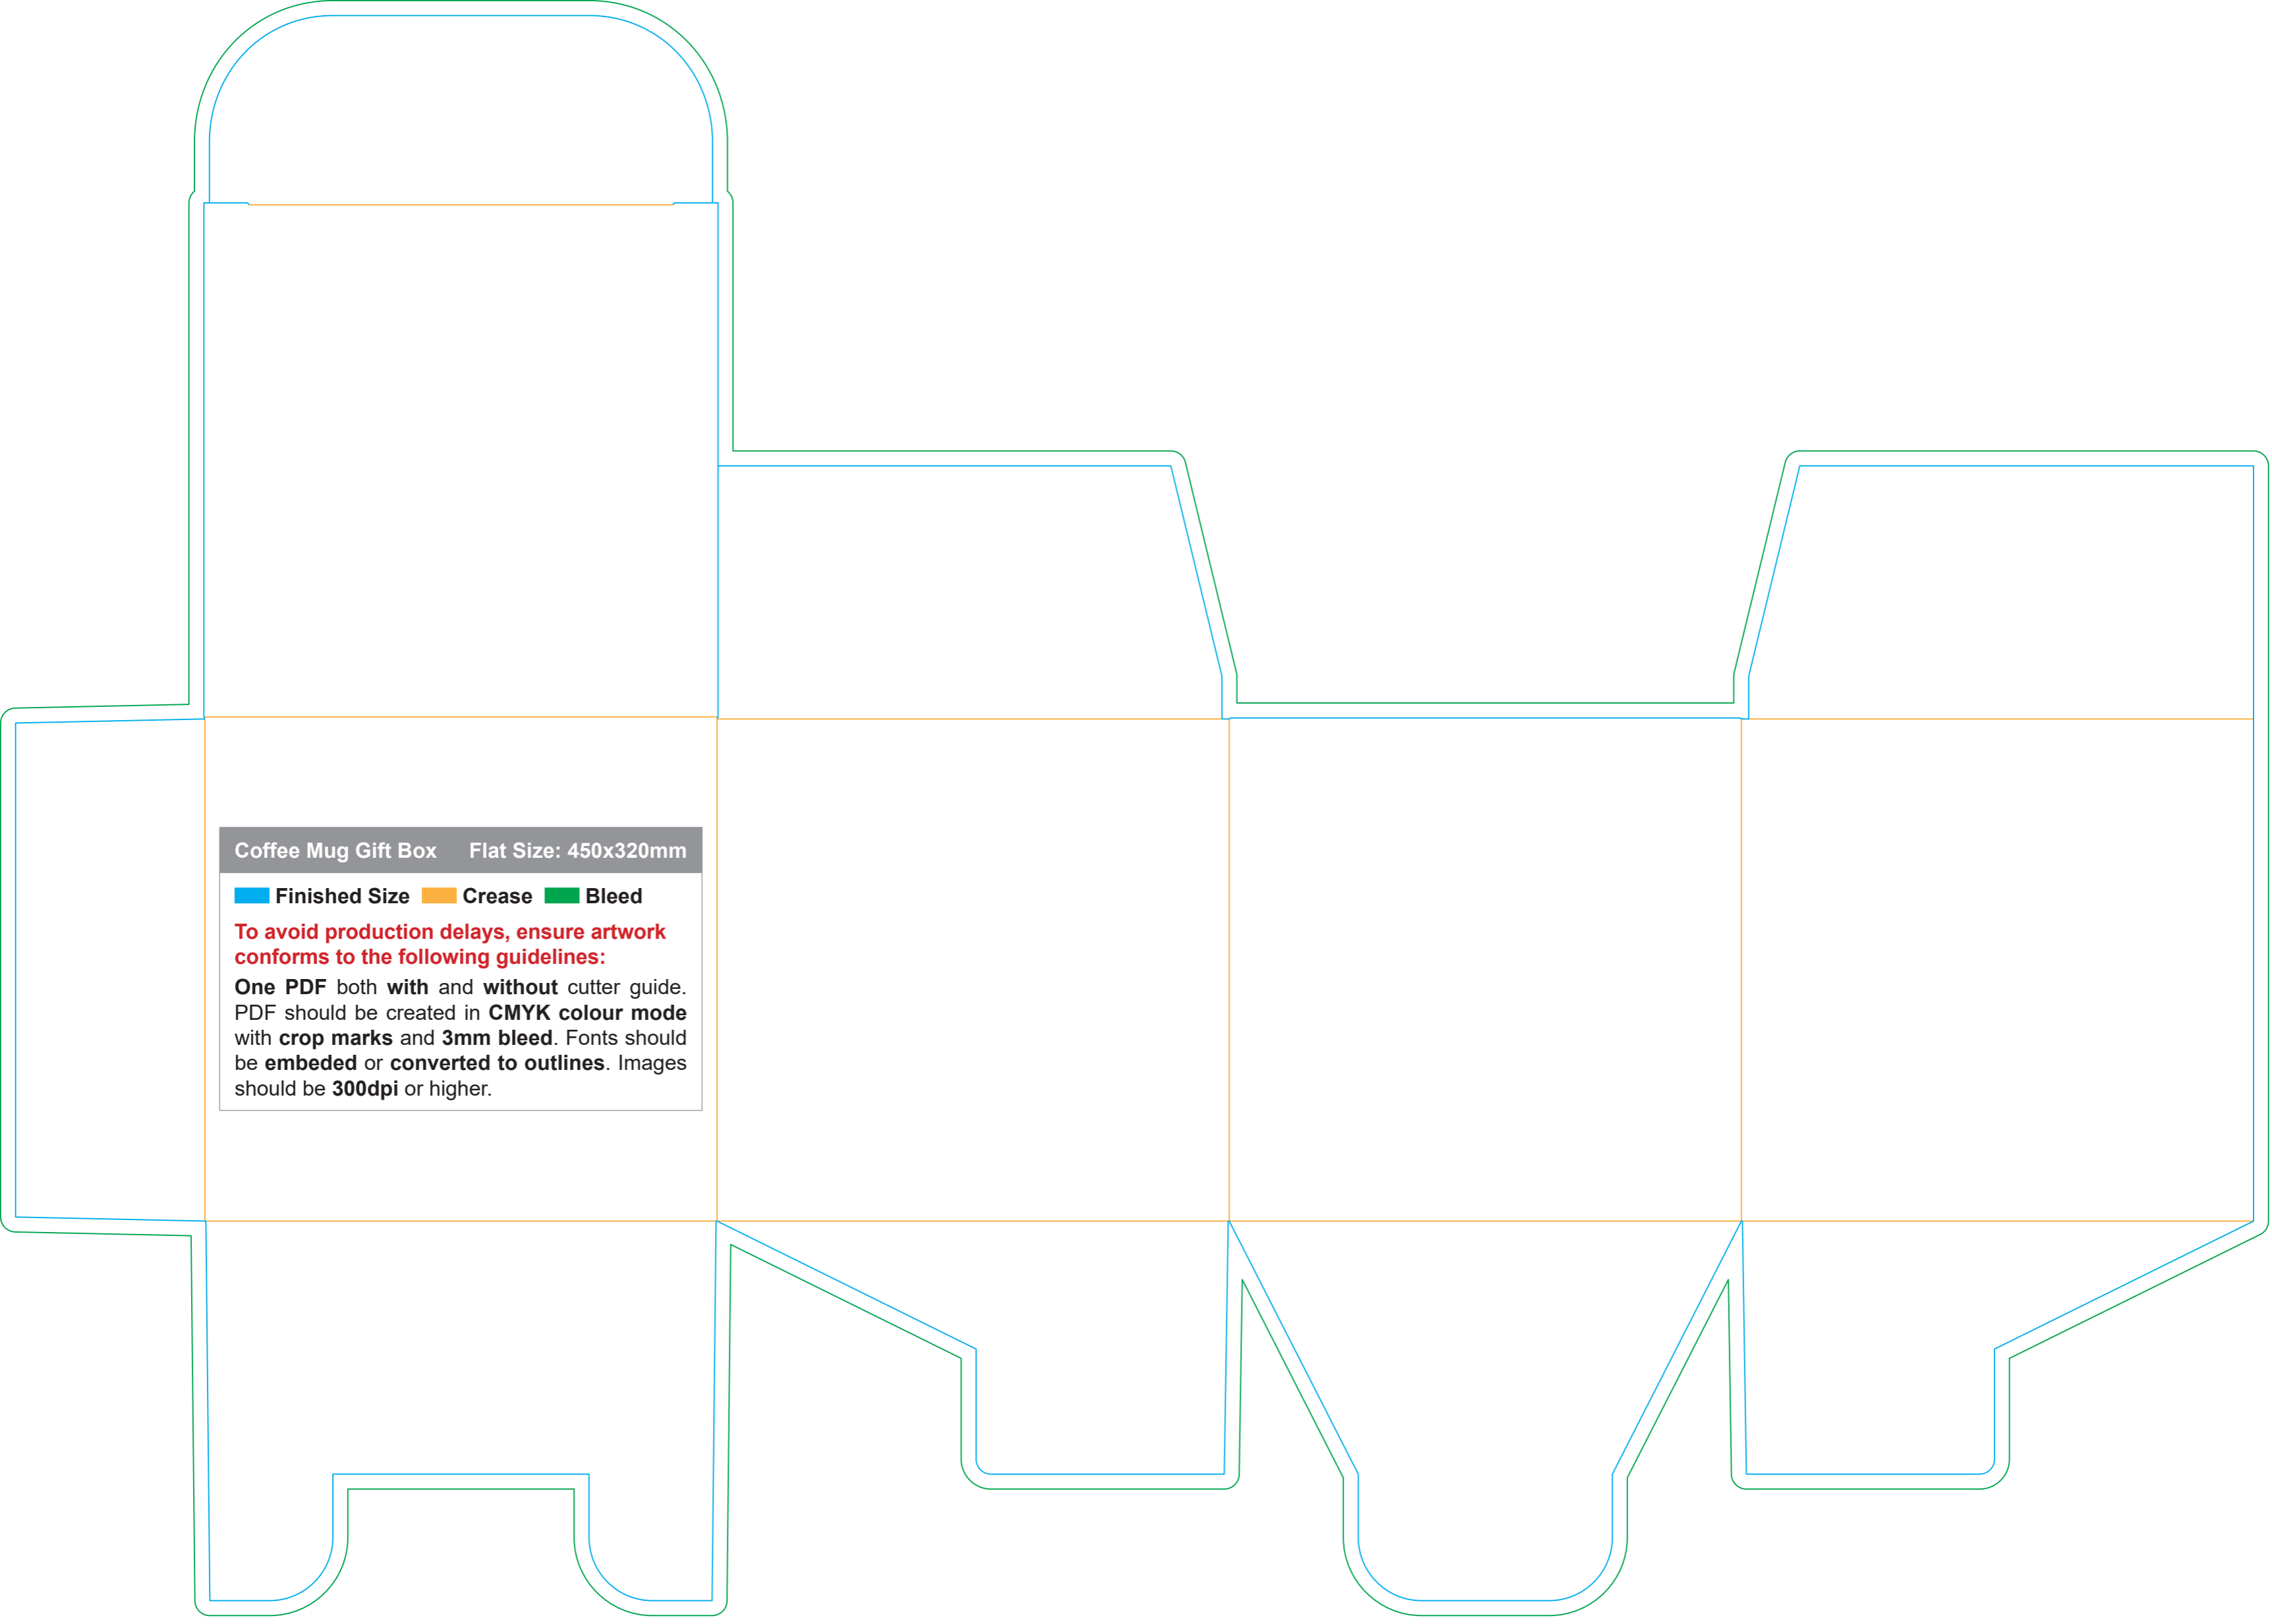 Coffee Mug Gift Box Flat Size: 450x320mm
Finished Size Crease Bleed
To avoid production delays, ensure artwork
conforms to the following guidelines:
One PDF both with and without cutter guide.
PDF should be created in CMYK colour mode
with crop marks and 3mm bleed. Fonts should
be embeded or converted to outlines. Images
should be 300dpi or higher.